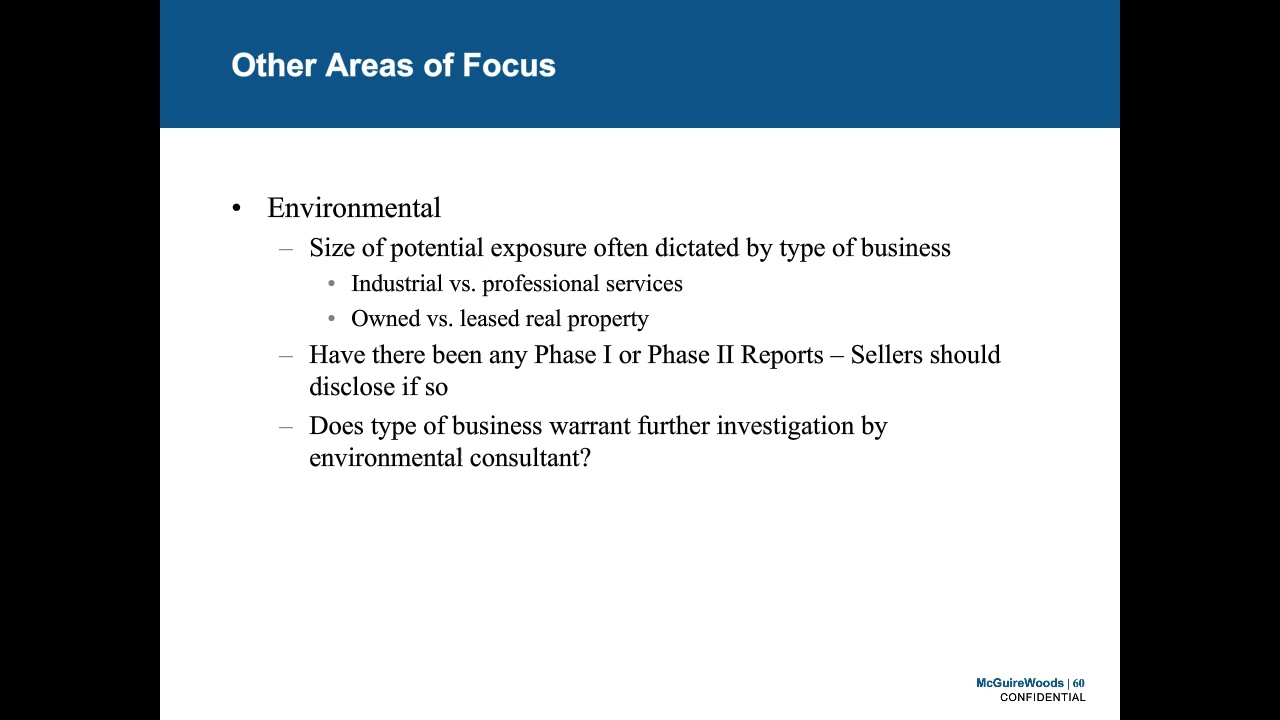 Other Areas of Focus
• Environmental
– Size of potential exposure often dictated by type of business
• Industrial vs. professional services
• Owned vs. leased real property
– Have there been any Phase I or Phase II Reports – Sellers should
disclose if so
– Does type of business warrant further investigation by
environmental consultant?
McGuireWoods | 60
CONFIDENTIAL